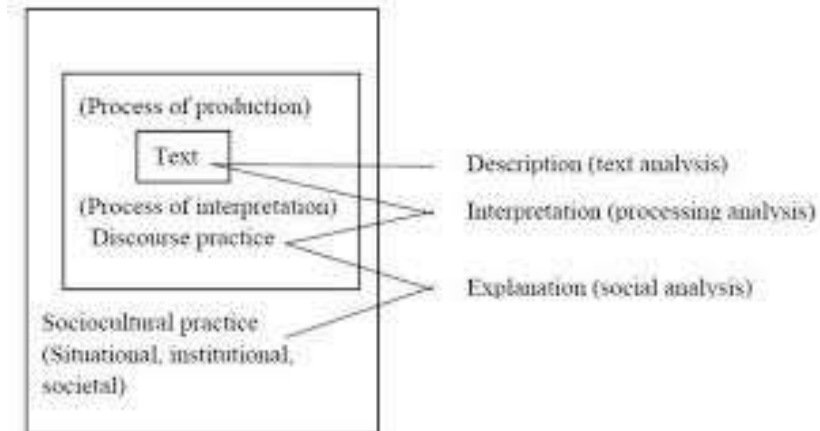 (Process of production)
Text
Description (text analysis)
(Process of interpretation)
Interpretation (processing analysis)
Discourse practice
Explanation (social analysis)
Sociocultural practice
(Situational, institutional,
societal)